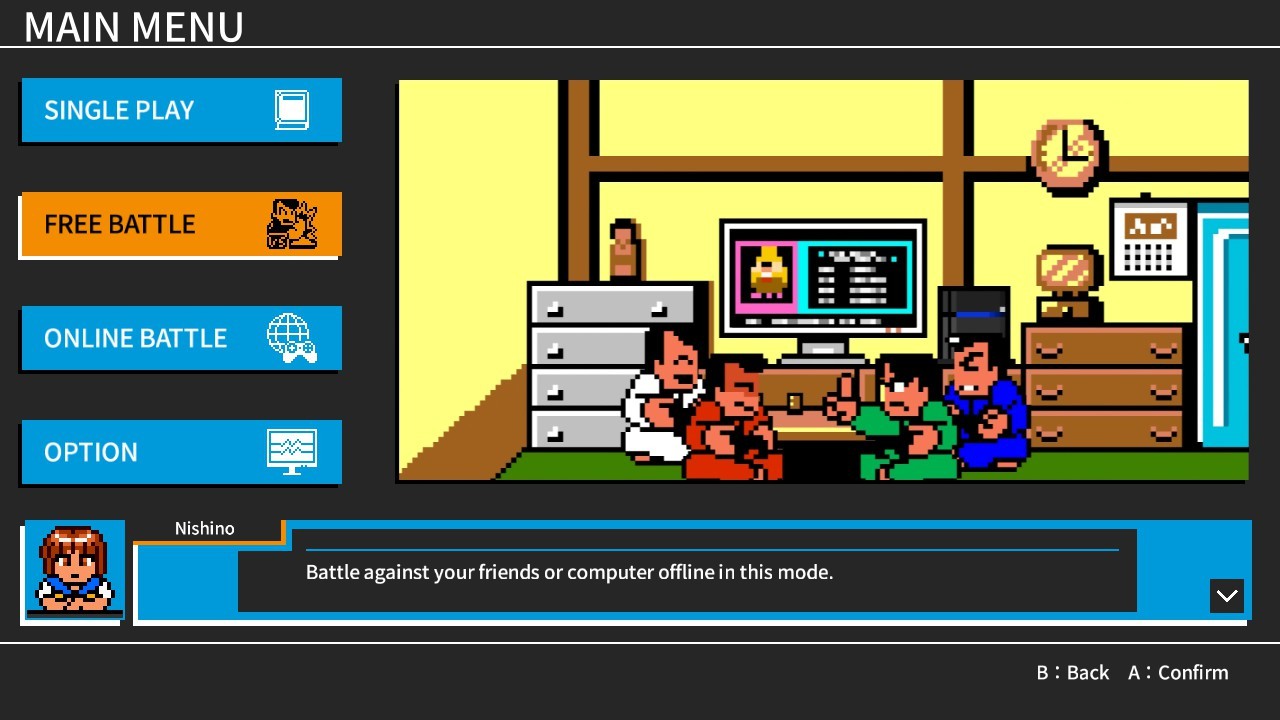 MAIN MENU
SINGLE PLAY
FREE BATTLE
ONLINE BATTLE
OPTION
Nishino
Battle against your friends or computer offline in this mode.
B：Back A：Confirm